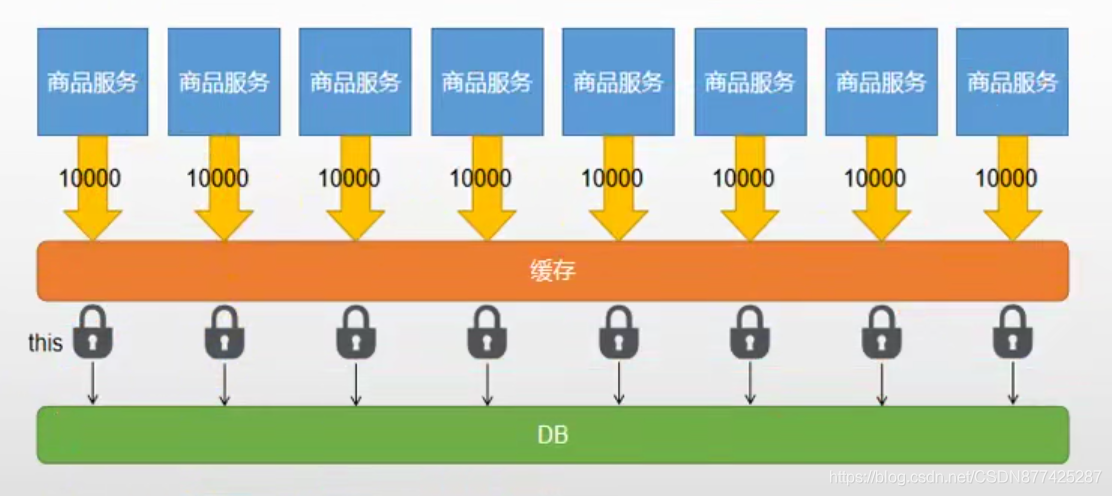 商品服务 商品服务 商品服务 商品服务 商品服务 商品服务 商品服务 商品服务
10000 10000 10000 10000 10000 10000 10000 10000
缓存
this
DB
https://blog.csdn.net/CSDN877425287